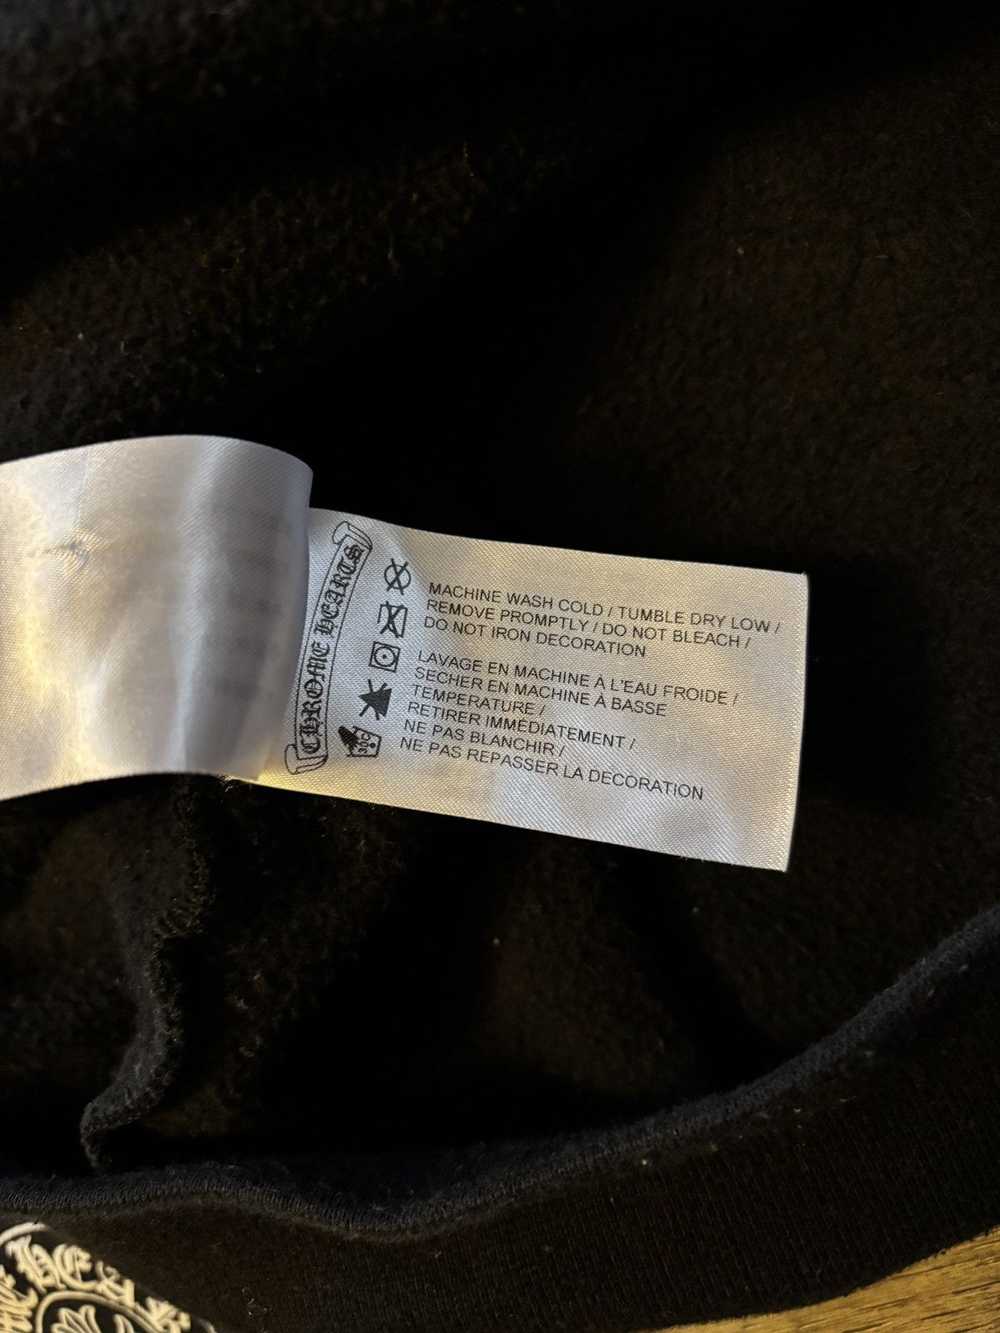 CHROME HEARTS
MACHINE WASH COLD / TUMBLE DRY LOW /
REMOVE PROMPTLY / DO NOT BLEACH /
DO NOT IRON DECORATION
LAVAGE EN MACHINE À L'EAU FROIDE /
SECHER EN MACHINE À BASSE
TEMPERATURE /
RETIRER IMMÉDIATEMENT /
NE PAS BLANCHIR /
NE PAS REPASSER LA DECORATION
30C